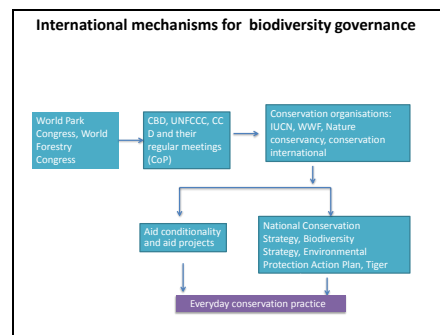 International mechanisms for biodiversity governance
World Park
Congress, World
Forestry
Congress
CBD, UNFCCC, CC
D and their
regular meetings
(CoP)
Conservation organisations:
IUCN, WWF, Nature
conservancy, conservation
international
Aid conditionality
and aid projects
National Conservation
Strategy, Biodiversity
Strategy, Environmental
Protection Action Plan, Tiger
Everyday conservation practice